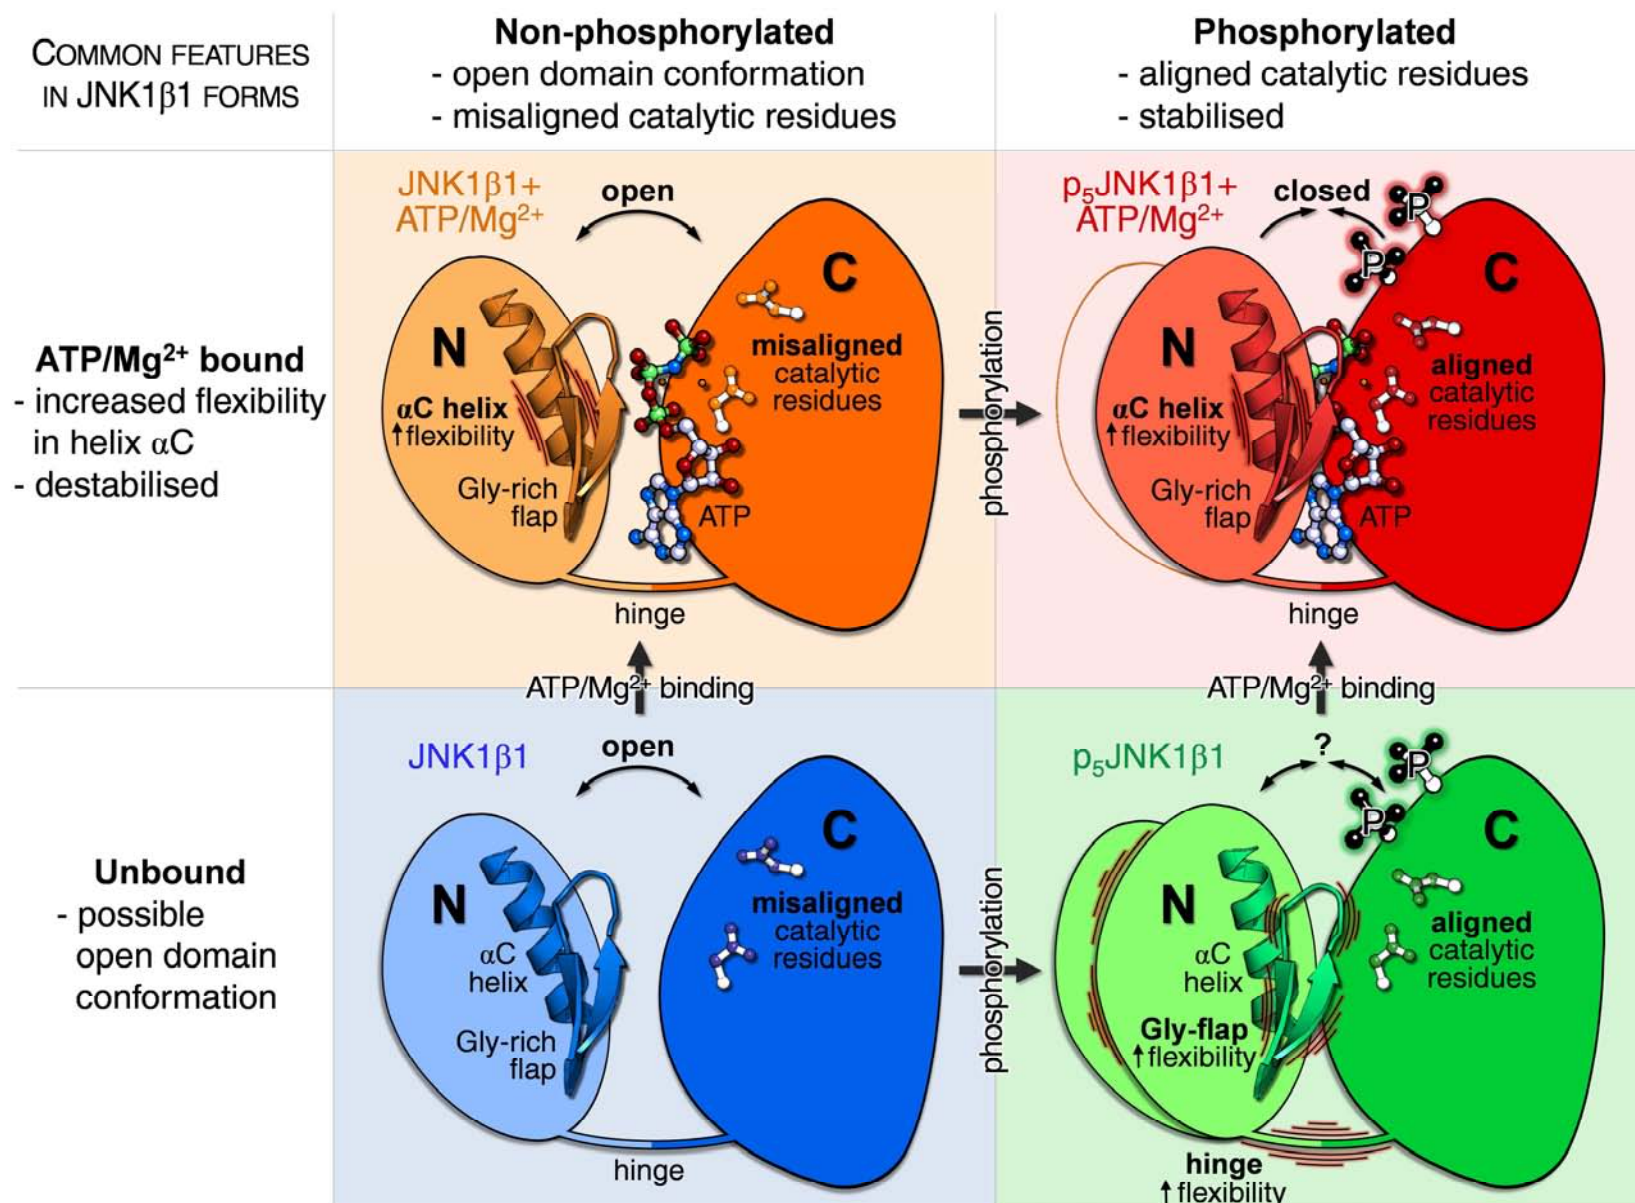 COMMON FEATURES
IN JNK1β1 FORMS
Non-phosphorylated
- open domain conformation
- misaligned catalytic residues
Phosphorylated
- aligned catalytic residues
- stabilised
ATP/Mg²⁺ bound
- increased flexibility
in helix αC
- destabilised
JNK1β1+
ATP/Mg²⁺
open
N
C
misaligned
catalytic
residues
αC helix
↑flexibility
Gly-rich
flap
ATP
hinge
phosphorylation
p₅JNK1β1+
ATP/Mg²⁺
closed
P
P
N
C
aligned
catalytic
residues
αC helix
↑flexibility
Gly-rich
flap
ATP
hinge
ATP/Mg²⁺ binding
ATP/Mg²⁺ binding
Unbound
- possible
open domain
conformation
JNK1β1
open
N
C
misaligned
catalytic
residues
αC
helix
Gly-rich
flap
hinge
phosphorylation
p₅JNK1β1
?
P
P
N
C
aligned
catalytic
residues
αC
helix
Gly-flap
↑flexibility
hinge
↑flexibility